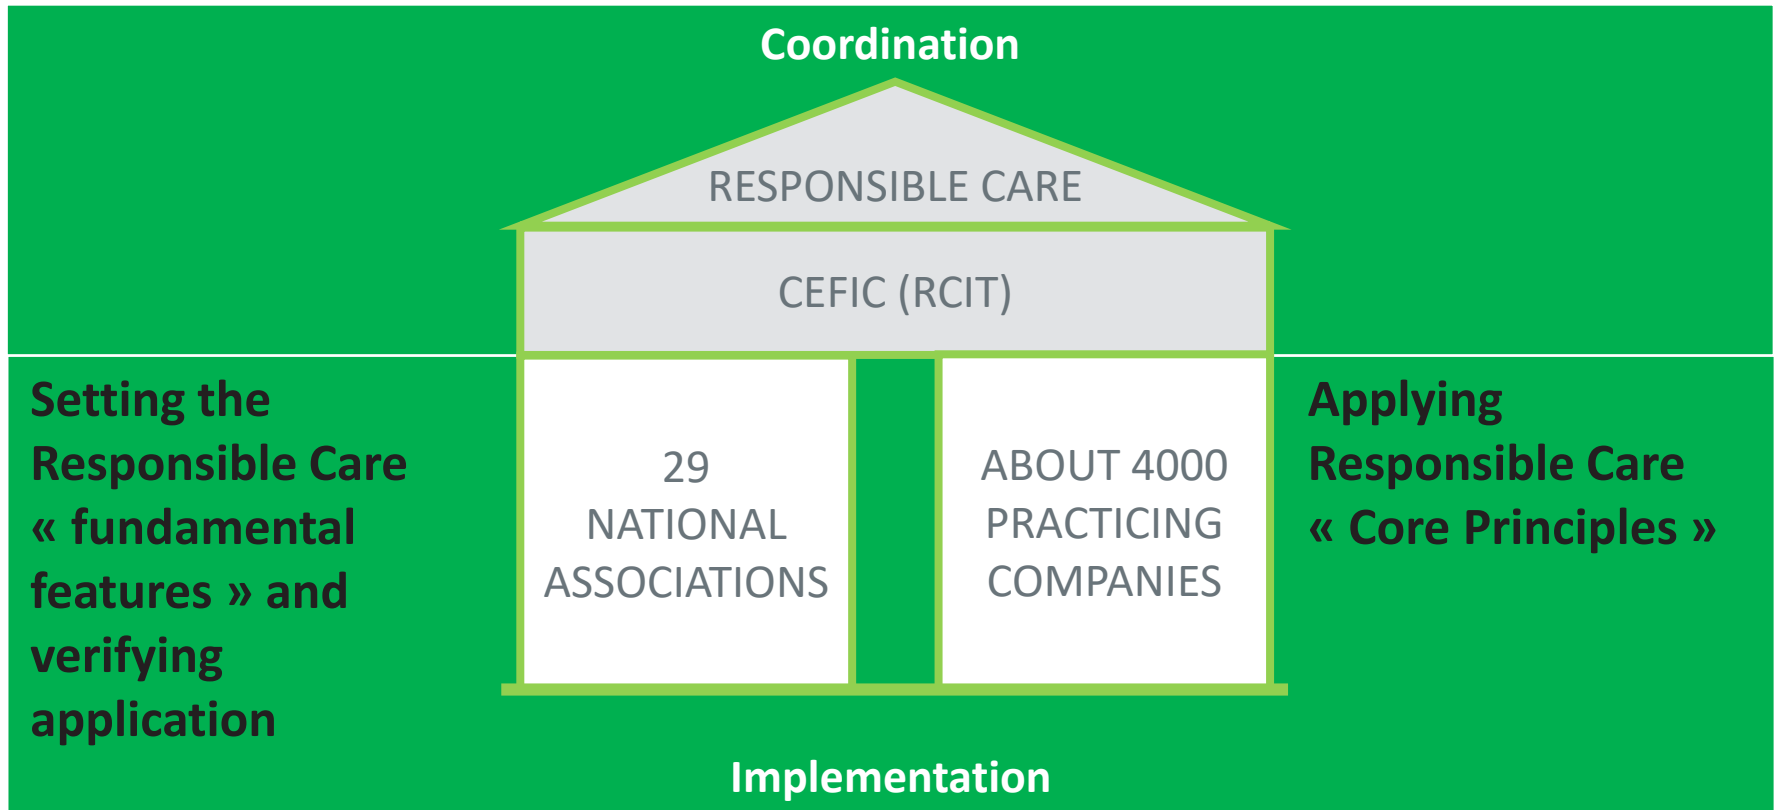 Coordination
RESPONSIBLE CARE
CEFIC (RCIT)
Setting the
Responsible Care
« fundamental
features » and
verifying
application
29
NATIONAL
ASSOCIATIONS
ABOUT 4000
PRACTICING
COMPANIES
Applying
Responsible Care
« Core Principles »
Implementation